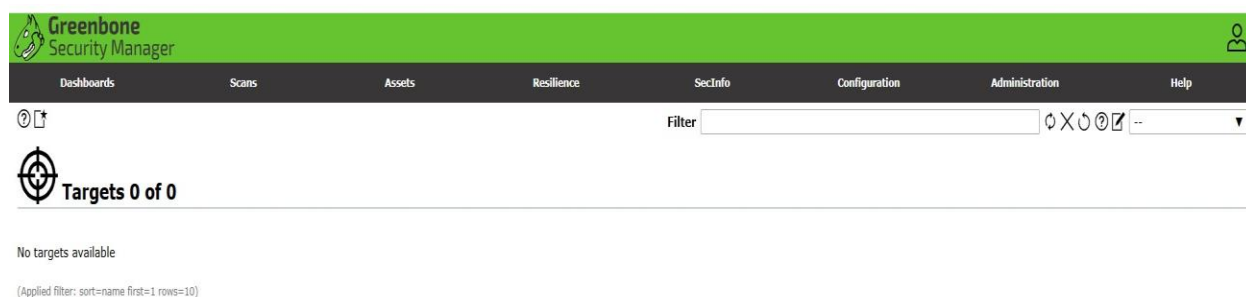 Greenbone
Security Manager
Dashboards Scans Assets Resilience SecInfo Configuration Administration Help
Filter --
Targets 0 of 0
No targets available
(Applied filter: sort=name first=1 rows=10)